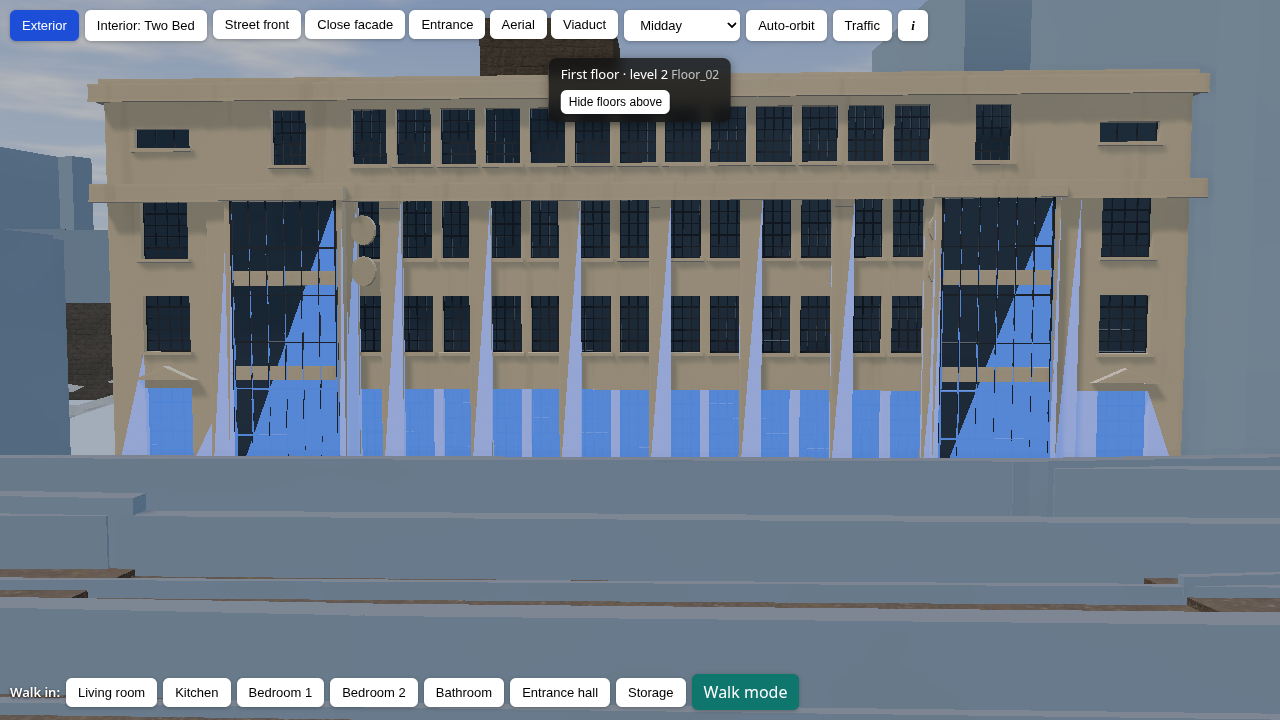 Exterior
Interior: Two Bed
Street front
Close facade
Entrance
Aerial
Viaduct
Midday
Auto-orbit
Traffic
i
First floor · level 2 Floor_02
Hide floors above
Walk in:
Living room
Kitchen
Bedroom 1
Bedroom 2
Bathroom
Entrance hall
Storage
Walk mode